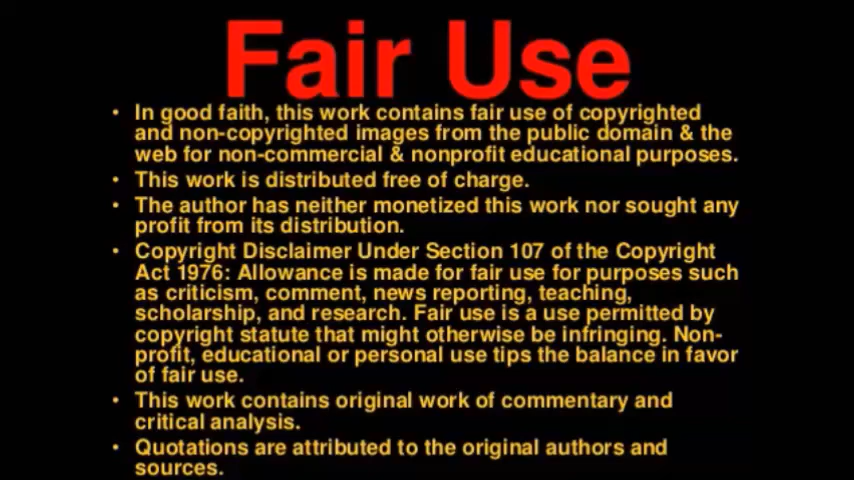 Fair Use
• In good faith, this work contains fair use of copyrighted
and non-copyrighted images from the public domain & the
web for non-commercial & nonprofit educational purposes.
• This work is distributed free of charge.
• The author has neither monetized this work nor sought any
profit from its distribution.
• Copyright Disclaimer Under Section 107 of the Copyright
Act 1976: Allowance is made for fair use for purposes such
as criticism, comment, news reporting, teaching,
scholarship, and research. Fair use is a use permitted by
copyright statute that might otherwise be infringing. Non-
profit, educational or personal use tips the balance in favor
of fair use.
• This work contains original work of commentary and
critical analysis.
• Quotations are attributed to the original authors and
sources.